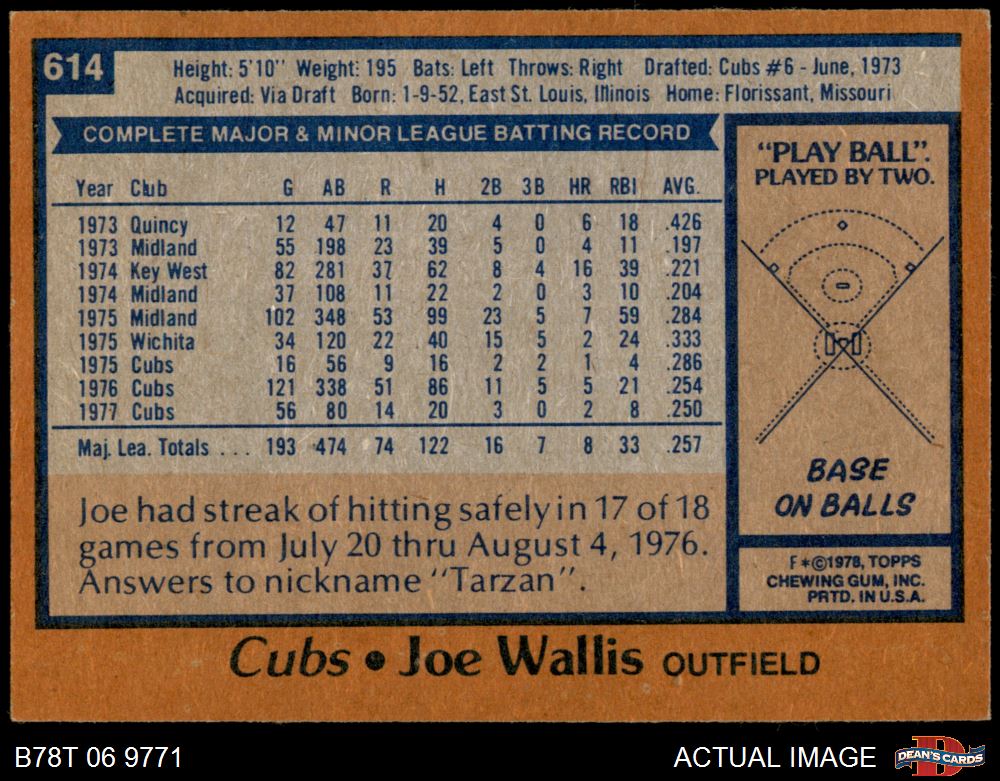 614
Height: 5'10" Weight: 195 Bats: Left Throws: Right Drafted: Cubs #6 - June, 1973
Acquired: Via Draft Born: 1-9-52, East St. Louis, Illinois Home: Florissant, Missouri
COMPLETE MAJOR & MINOR LEAGUE BATTING RECORD
Year Club G AB R H 2B 3B HR RBI AVG.
1973 Quincy 12 47 11 20 4 0 6 18 .426
1973 Midland 55 198 23 39 5 0 4 11 .197
1974 Key West 82 281 37 62 8 4 16 39 .221
1974 Midland 37 108 11 22 2 0 3 10 .204
1975 Midland 102 348 53 99 23 5 7 59 .284
1975 Wichita 34 120 22 40 15 5 2 24 .333
1975 Cubs 16 56 9 16 2 2 1 4 .286
1976 Cubs 121 338 51 86 11 5 5 21 .254
1977 Cubs 56 80 14 20 3 0 2 8 .250
Maj. Lea. Totals . . . 193 474 74 122 16 7 8 33 .257
Joe had streak of hitting safely in 17 of 18
games from July 20 thru August 4, 1976.
Answers to nickname "Tarzan".
"PLAY BALL".
PLAYED BY TWO.
BASE
ON BALLS
F*©1978, TOPPS
CHEWING GUM, INC.
PRTD. IN U.S.A.
Cubs • Joe Wallis OUTFIELD
B78T 06 9771
ACTUAL IMAGE
D
DEAN'S CARDS